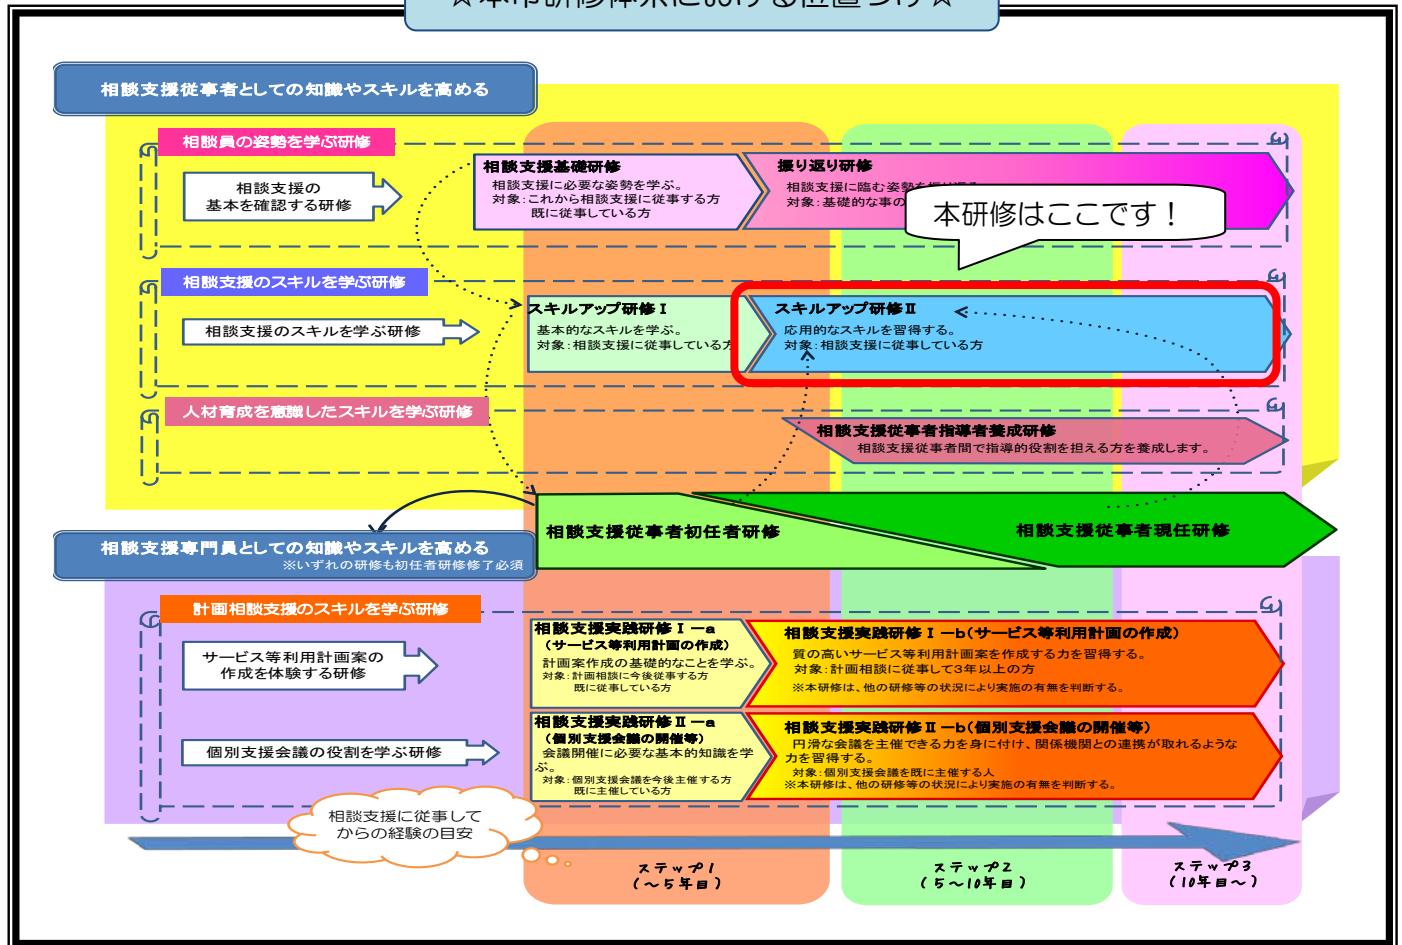 ☆本市研修体系における位置づけ☆
相談支援従事者としての知識やスキルを高める
相談員の姿勢を学ぶ研修
相談支援の
基本を確認する研修
相談支援基礎研修
相談支援に必要な姿勢を学ぶ。
対象：これから相談支援に従事する方
既に従事している方
振り返り研修
相談支援に臨む姿勢を振り返る
対象：基礎的な事の
本研修はここです！
相談支援のスキルを学ぶ研修
相談支援のスキルを学ぶ研修
スキルアップ研修Ⅰ
基本的なスキルを学ぶ。
対象：相談支援に従事している方
スキルアップ研修Ⅱ
応用的なスキルを習得する。
対象：相談支援に従事している方
人材育成を意識したスキルを学ぶ研修
相談支援従事者指導者養成研修
相談支援従事者間で指導的役割を担える方を養成します。
相談支援従事者初任者研修
相談支援従事者現任研修
相談支援専門員としての知識やスキルを高める
※いずれの研修も初任者研修修了必須
計画相談支援のスキルを学ぶ研修
サービス等利用計画案の
作成を体験する研修
相談支援実践研修Ⅰ－a
（サービス等利用計画の作成）
計画案作成の基礎的なことを学ぶ。
対象：計画相談に今後従事する方
既に従事している方
相談支援実践研修Ⅰ－b（サービス等利用計画の作成）
質の高いサービス等利用計画案を作成する力を習得する。
対象：計画相談に従事して3年以上の方
※本研修は、他の研修等の状況により実施の有無を判断する。
個別支援会議の役割を学ぶ研修
相談支援実践研修Ⅱ－a
（個別支援会議の開催等）
会議開催に必要な基本的知識を学
ぶ。
対象：個別支援会議を今後主催する方
既に主催している方
相談支援実践研修Ⅱ－b（個別支援会議の開催等）
円滑な会議を主催できる力を身に付け、関係機関との連携が取れるような
力を習得する。
対象：個別支援会議を既に主催する人
※本研修は、他の研修等の状況により実施の有無を判断する。
相談支援に従事して
からの経験の目安
ステップ1
（～5年目）
ステップ2
（5～10年目）
ステップ3
（10年目～）